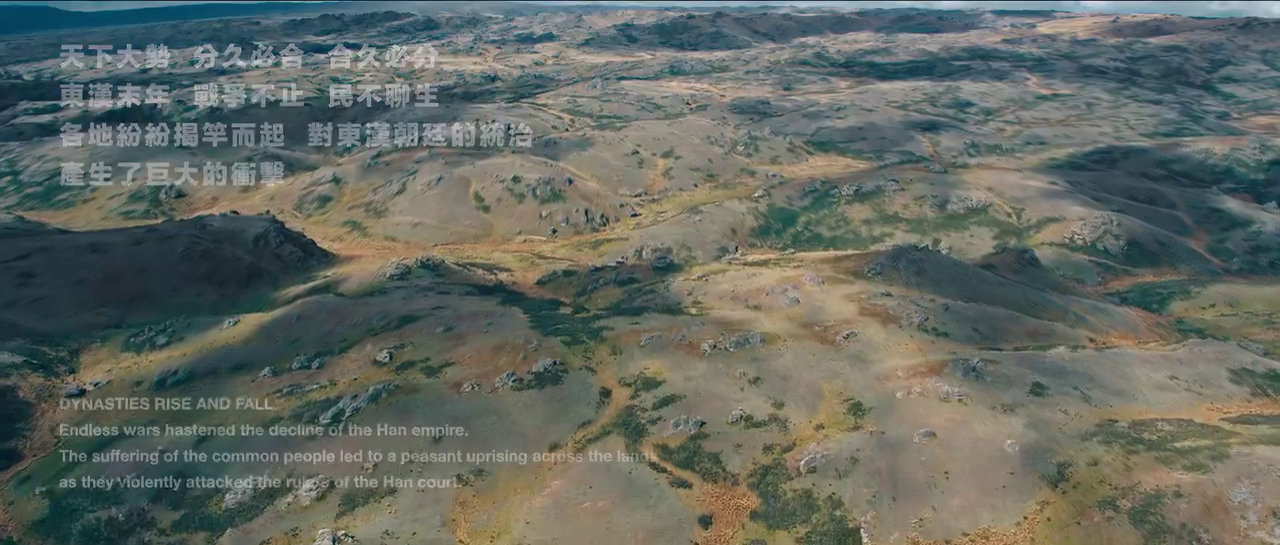 天下大勢 分久必合 合久必分
東漢末年 戰爭不止 民不聊生
各地紛紛揭竿而起 對東漢朝廷的統治
產生了巨大的衝擊
DYNASTIES RISE AND FALL
Endless wars hastened the decline of the Han empire.
The suffering of the common people led to a peasant uprising across the lands
as they violently attacked the rulers of the Han court.